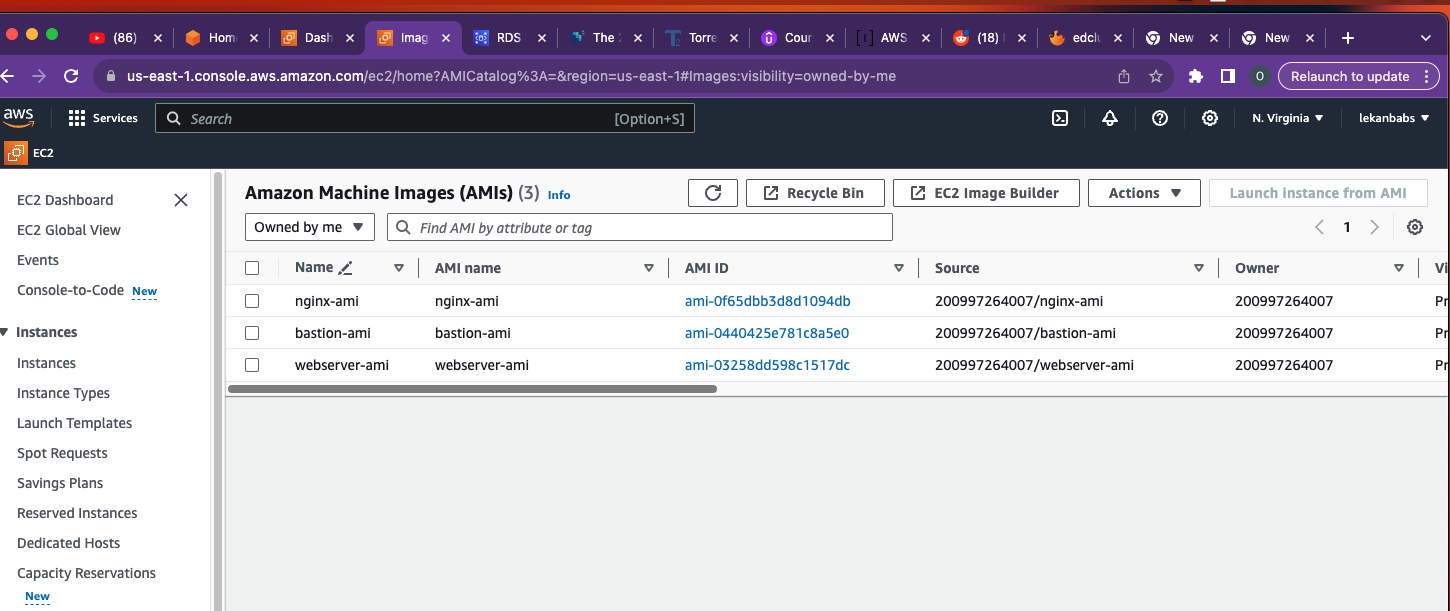 (86)
Hom
Dash
Imag
RDS
The
Torre
Cour
AWS
(18)
edclu
New
New
us-east-1.console.aws.amazon.com/ec2/home?AMICatalog%3A=&region=us-east-1#Images:visibility=owned-by-me
O
Relaunch to update
aws
Services
Search
[Option+S]
N. Virginia
lekanbabs
EC2
EC2 Dashboard
EC2 Global View
Events
Console-to-Code New
Instances
Instances
Instance Types
Launch Templates
Spot Requests
Savings Plans
Reserved Instances
Dedicated Hosts
Capacity Reservations
New
Amazon Machine Images (AMIs) (3) Info
Recycle Bin
EC2 Image Builder
Actions
Launch instance from AMI
Owned by me
Find AMI by attribute or tag
1
Name AMI name AMI ID Source Owner Vi
nginx-ami nginx-ami ami-0f65dbb3d8d1094db 200997264007/nginx-ami 200997264007 Pr
bastion-ami bastion-ami ami-0440425e781c8a5e0 200997264007/bastion-ami 200997264007 Pr
webserver-ami webserver-ami ami-03258dd598c1517dc 200997264007/webserver-ami 200997264007 Pr